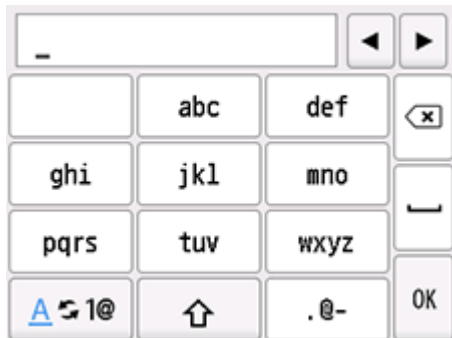 _
abc def
ghi jkl mno
pqrs tuv wxyz
A 1@ .@- OK